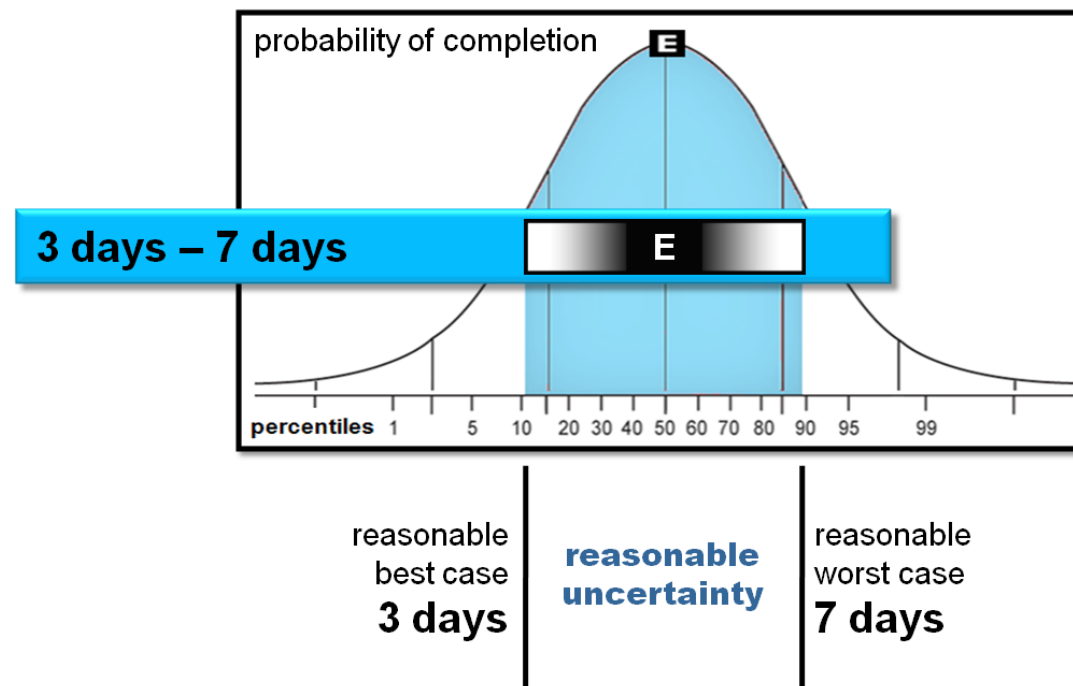 probability of completion
E
3 days – 7 days
E
percentiles 1 5 10 20 30 40 50 60 70 80 90 95 99
reasonable
best case
3 days
reasonable
uncertainty
reasonable
worst case
7 days